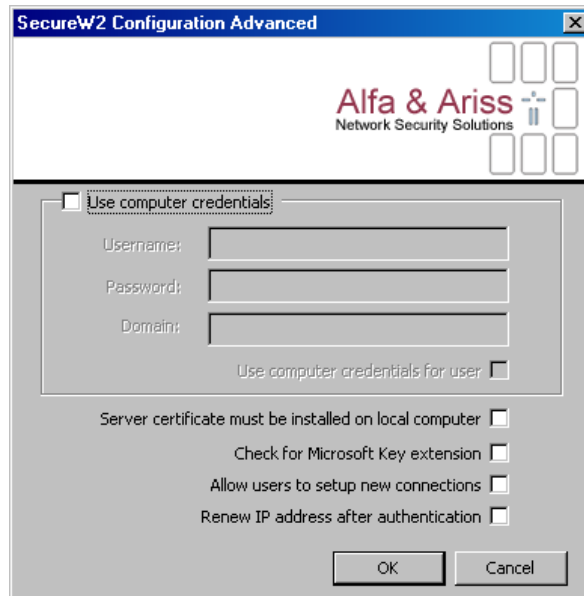 SecureW2 Configuration Advanced
Alfa & Ariss
Network Security Solutions
Use computer credentials
Username:
Password:
Domain:
Use computer credentials for user
Server certificate must be installed on local computer
Check for Microsoft Key extension
Allow users to setup new connections
Renew IP address after authentication
OK
Cancel